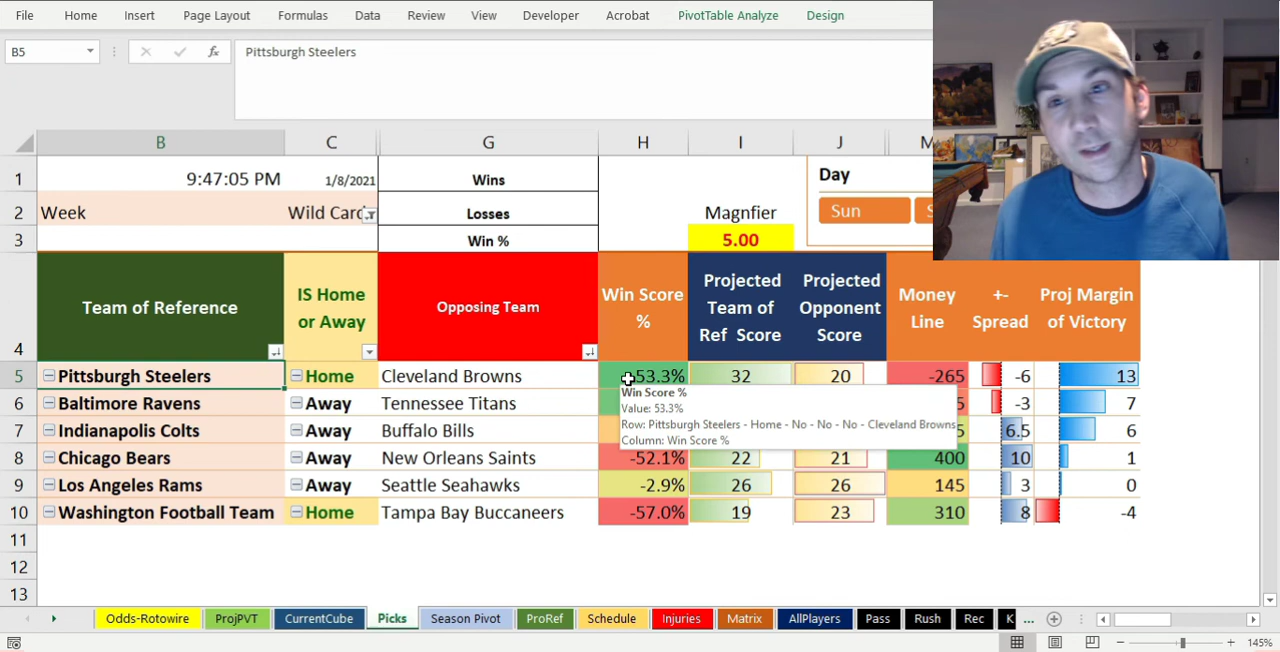 File Home Insert Page Layout Formulas Data Review View Developer Acrobat PivotTable Analyze Design
B5 fx Pittsburgh Steelers
B C G H I J M
1 9:47:05 PM 1/8/2021 Wins Day
2 Week Wild Card Losses Magnfier Sun S
3 Win % 5.00
4 Team of Reference IS Home or Away Opposing Team Win Score % Projected Team of Ref Score Projected Opponent Score Money Line +- Spread Proj Margin of Victory
5 Pittsburgh Steelers Home Cleveland Browns 53.3% 32 20 -265 -6 13
6 Baltimore Ravens Away Tennessee Titans 5 -3 7
7 Indianapolis Colts Away Buffalo Bills 5 6.5 6
8 Chicago Bears Away New Orleans Saints -52.1% 22 21 400 10 1
9 Los Angeles Rams Away Seattle Seahawks -2.9% 26 26 145 3 0
10 Washington Football Team Home Tampa Bay Buccaneers -57.0% 19 23 310 8 -4
11
12
13
Win Score %
Value: 53.3%
Row: Pittsburgh Steelers - Home - No - No - No - Cleveland Browns
Column: Win Score %
Odds-Rotowire ProjPVT CurrentCube Picks Season Pivot ProRef Schedule Injuries Matrix AllPlayers Pass Rush Rec K ...
145%